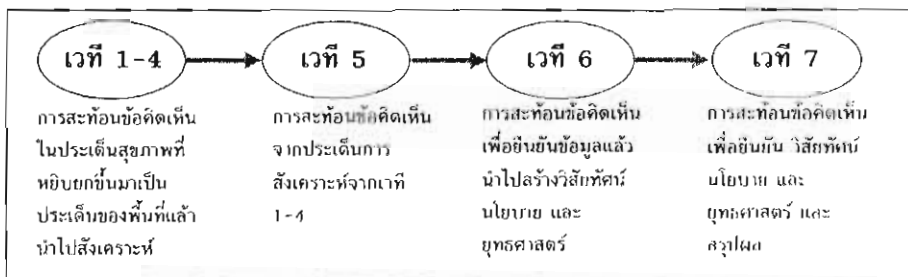 เวที 1-4
เวที 5
เวที 6
เวที 7
การสะท้อนข้อคิดเห็น
ในประเด็นสุขภาพที่
หยิบยกขึ้นมาเป็น
ประเด็นของพื้นที่แล้ว
นำไปสังเคราะห์
การสะท้อนข้อคิดเห็น
จากประเด็นการ
สังเคราะห์จากเวที
1-4
การสะท้อนข้อคิดเห็น
เพื่อยืนยันข้อมูลแล้ว
นำไปสร้างวิสัยทัศน์
นโยบาย และ
ยุทธศาสตร์
การสะท้อนข้อคิดเห็น
เพื่อยืนยัน วิสัยทัศน์
นโยบาย และ
ยุทธศาสตร์ และ
สรุปผล